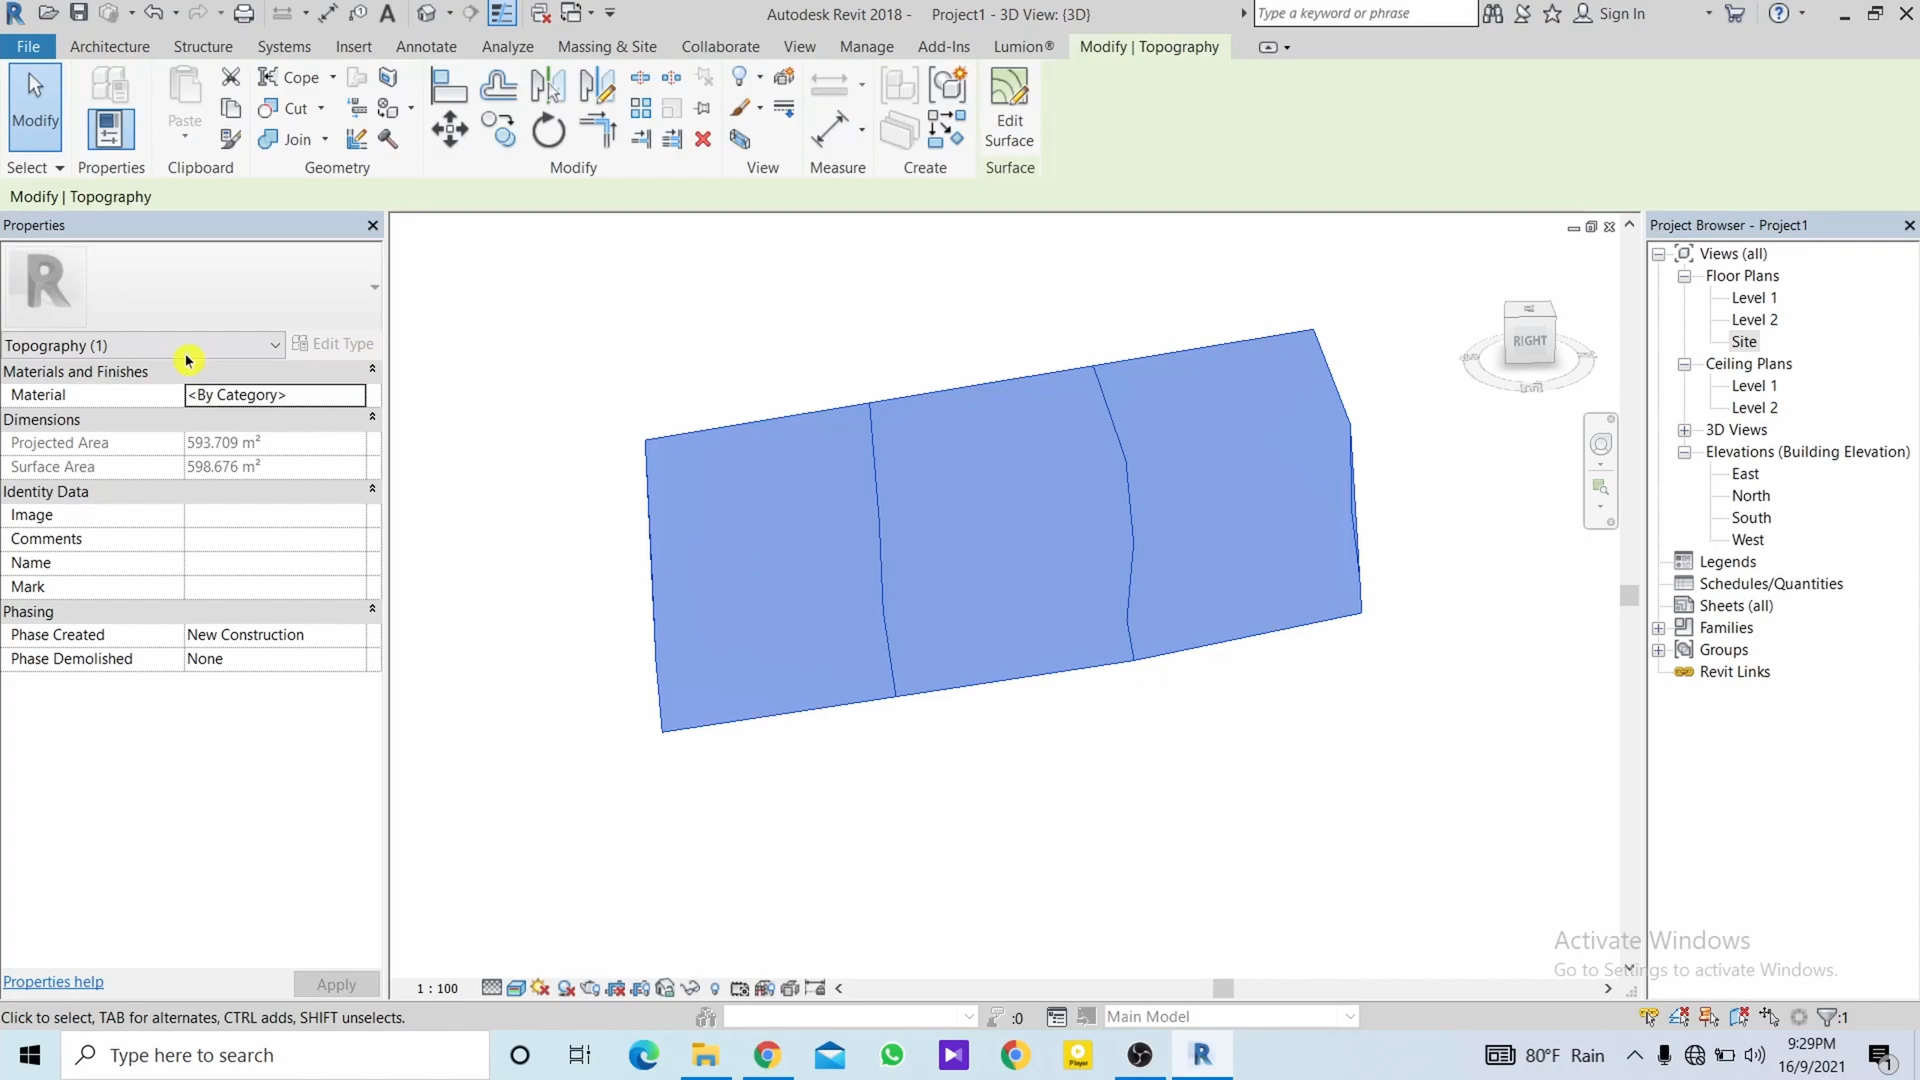 Autodesk Revit 2018 - Project1 - 3D View: {3D}
Type a keyword or phrase
Sign In
File Architecture Structure Systems Insert Annotate Analyze Massing & Site Collaborate View Manage Add-Ins Lumion® Modify | Topography
Modify
Paste
Cope
Cut
Join
Edit
Surface
Select Properties Clipboard Geometry Modify View Measure Create Surface
Modify | Topography
Properties
Topography (1)
Edit Type
Materials and Finishes
Material <By Category>
Dimensions
Projected Area 593.709 m²
Surface Area 598.676 m²
Identity Data
Image
Comments
Name
Mark
Phasing
Phase Created New Construction
Phase Demolished None
Properties help
Apply
RIGHT
1 : 100
Project Browser - Project1
Views (all)
Floor Plans
Level 1
Level 2
Site
Ceiling Plans
Level 1
Level 2
3D Views
Elevations (Building Elevation)
East
North
South
West
Legends
Schedules/Quantities
Sheets (all)
Families
Groups
Revit Links
Activate Windows
Go to Settings to activate Windows.
Click to select, TAB for alternates, CTRL adds, SHIFT unselects.
:0
Main Model
:1
Type here to search
Player
80°F Rain
9:29PM
16/9/2021
1